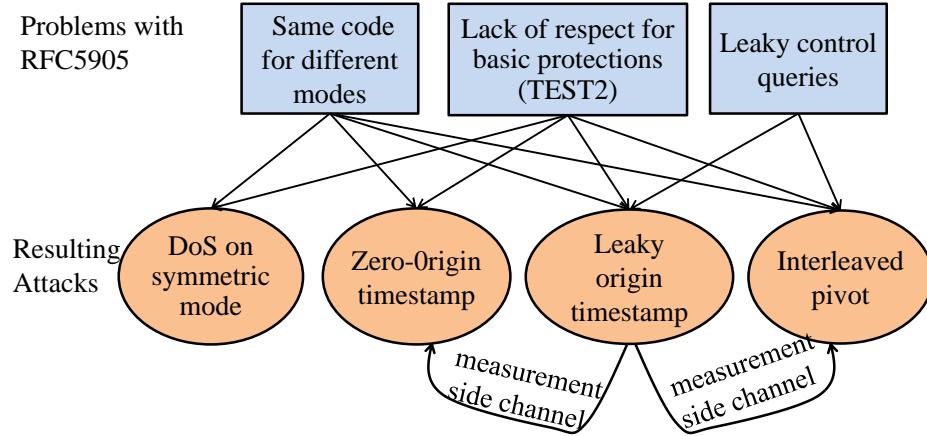 Problems with
RFC5905
Same code
for different
modes
Lack of respect for
basic protections
(TEST2)
Leaky control
queries
Resulting
Attacks
DoS on
symmetric
mode
Zero-0rigin
timestamp
Leaky
origin
timestamp
Interleaved
pivot
measurement
side channel
measurement
side channel